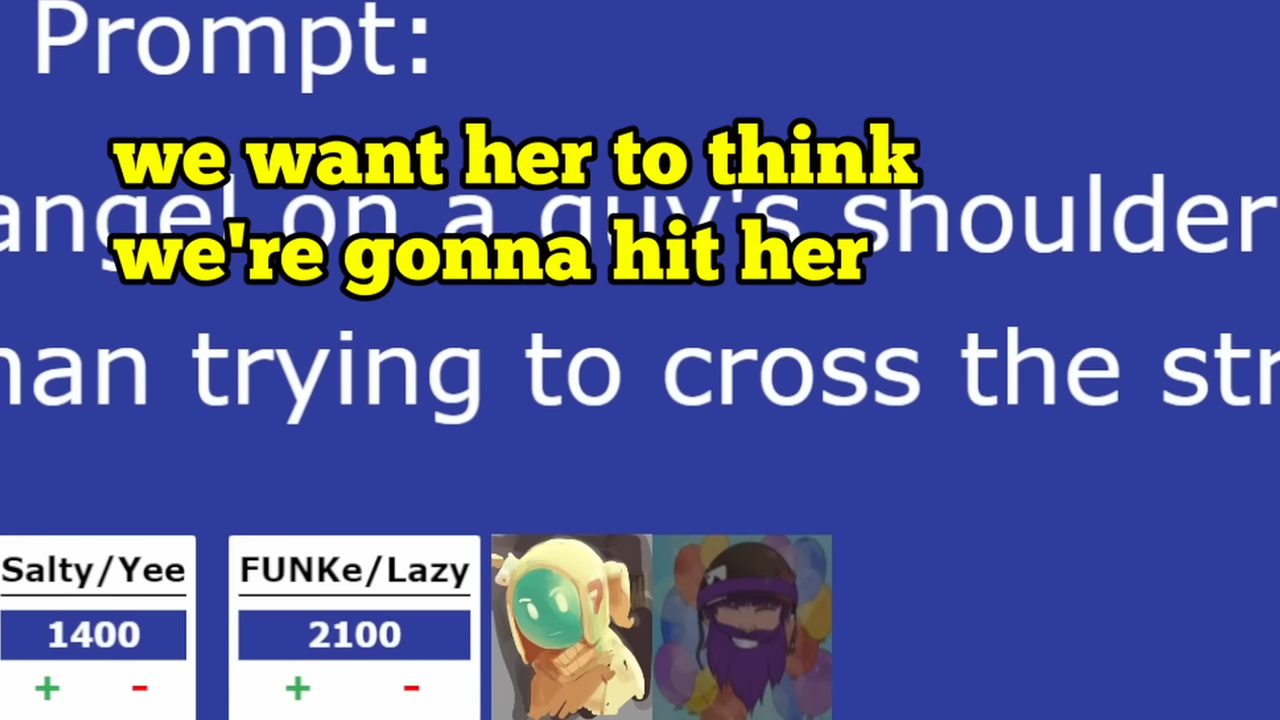 Prompt:
we want her to think
angel on a guy's shoulder
we're gonna hit her
nan trying to cross the str
Salty/Yee
FUNKe/Lazy
1400
2100
+ -
+ -